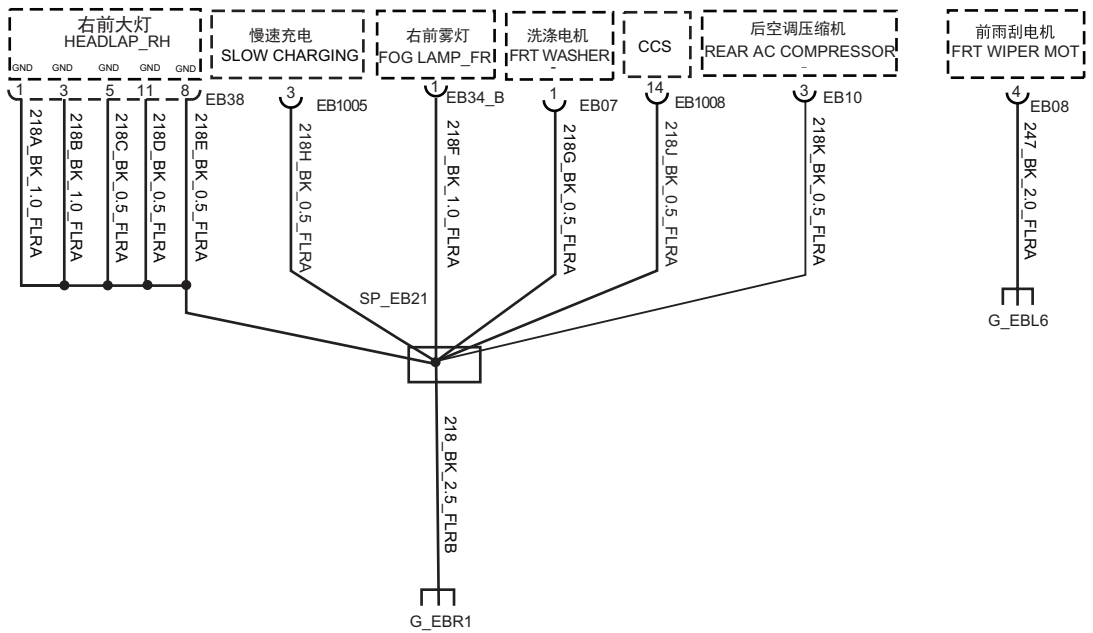 右前大灯
HEADLAP_RH
GND GND GND GND GND
1 3 5 11 8 EB38
慢速充电
SLOW CHARGING
3 EB1005
右前雾灯
FOG LAMP_FR
1 EB34_B
洗涤电机
FRT WASHER
-
1 EB07
CCS
14 EB1008
后空调压缩机
REAR AC COMPRESSOR
-
3 EB10
前雨刮电机
FRT WIPER MOT
4 EB08
218A_BK_1.0_FLRA
218B_BK_1.0_FLRA
218C_BK_0.5_FLRA
218D_BK_0.5_FLRA
218E_BK_0.5_FLRA
218H_BK_0.5_FLRA
218F_BK_1.0_FLRA
218G_BK_0.5_FLRA
218J_BK_0.5_FLRA
218K_BK_0.5_FLRA
247_BK_2.0_FLRA
SP_EB21
G_EBL6
218_BK_2.5_FLRB
G_EBR1